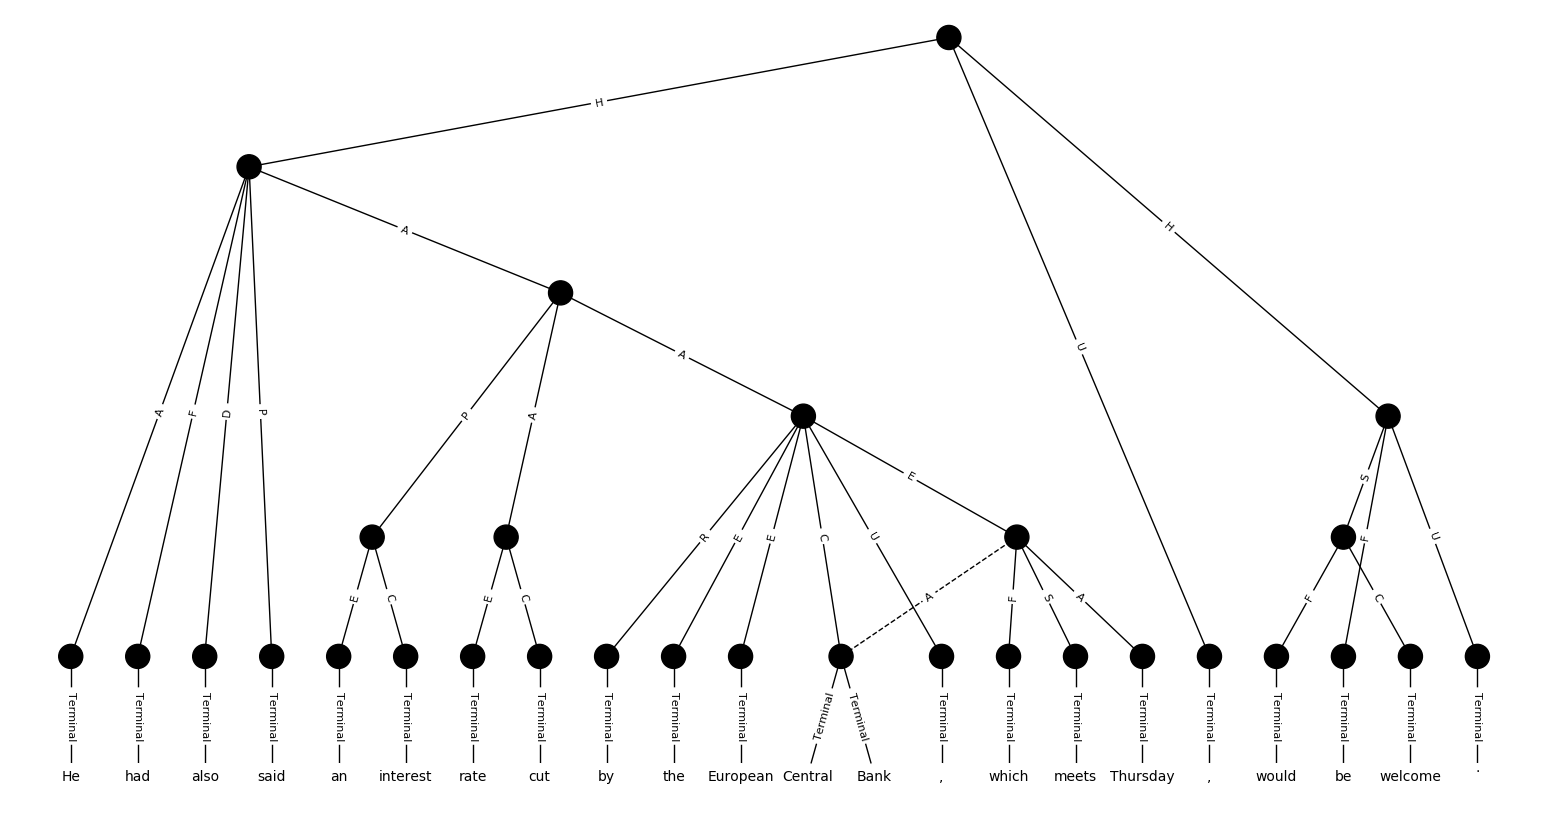 H
A
H
U
A
A F D P
P A
E
S
R E E C U
F
U
E C E C
A F S A
F C
Terminal Terminal Terminal Terminal Terminal Terminal Terminal Terminal Terminal Terminal Terminal Terminal Terminal Terminal Terminal Terminal Terminal Terminal Terminal Terminal Terminal Terminal
He had also said an interest rate cut by the European Central Bank , which meets Thursday , would be welcome .